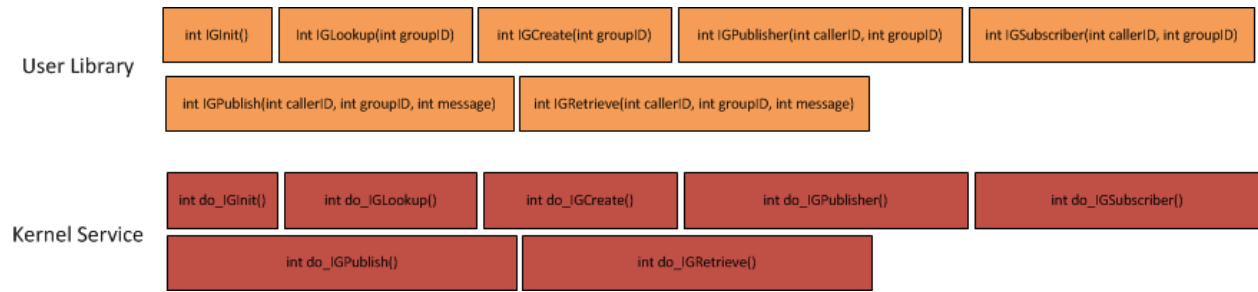 int IGInit()
Int IGLookup(int groupID)
int IGCreate(int groupID)
int IGPublisher(int callerID, int groupID)
int IGSubscriber(int callerID, int groupID)
User Library
int IGPublish(int callerID, int groupID, int message)
int IGRetrieve(int callerID, int groupID, int message)
int do_IGInit()
int do_IGLookup()
int do_IGCreate()
int do_IGPublisher()
int do_IGSubscriber()
Kernel Service
int do_IGPublish()
int do_IGRetrieve()